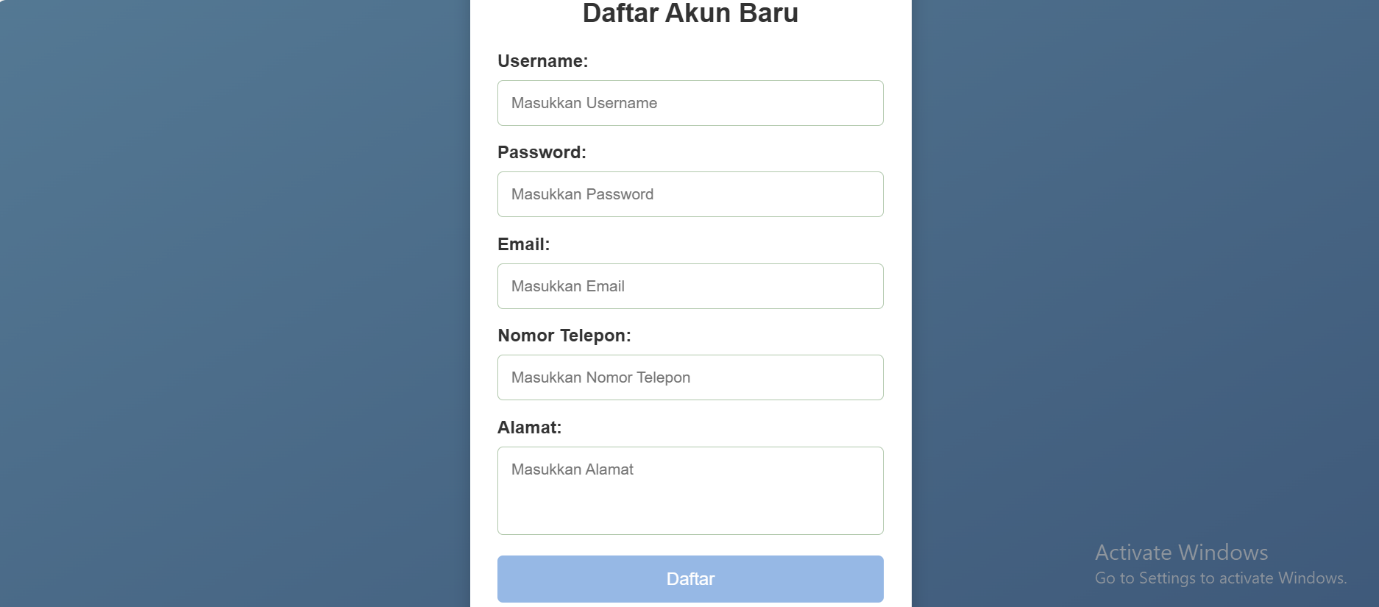 Daftar Akun Baru
Username:
Masukkan Username
Password:
Masukkan Password
Email:
Masukkan Email
Nomor Telepon:
Masukkan Nomor Telepon
Alamat:
Masukkan Alamat
Daftar
Activate Windows
Go to Settings to activate Windows.